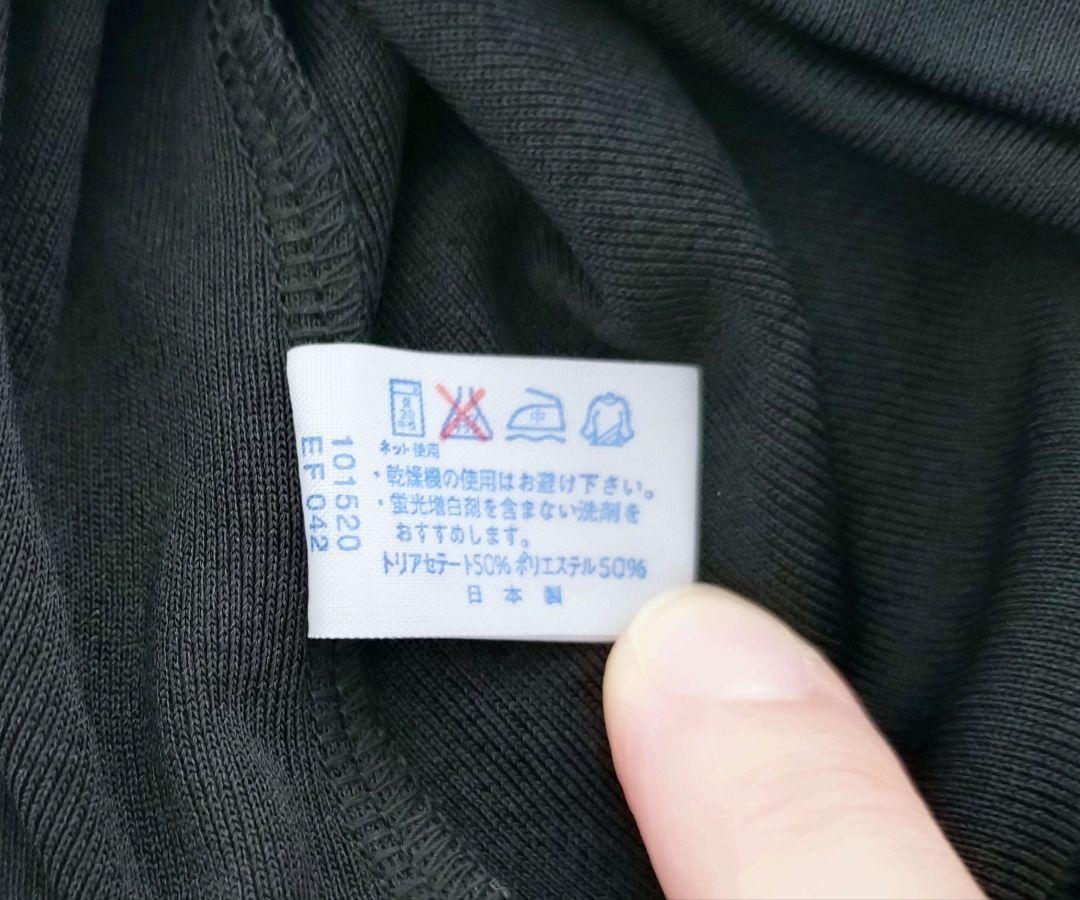 中
ネット使用
・乾燥機の使用はお避け下さい。
・蛍光増白剤を含まない洗剤を
おすすめします。
トリアセテート50% ポリエステル50%
日本製
101520
EF042